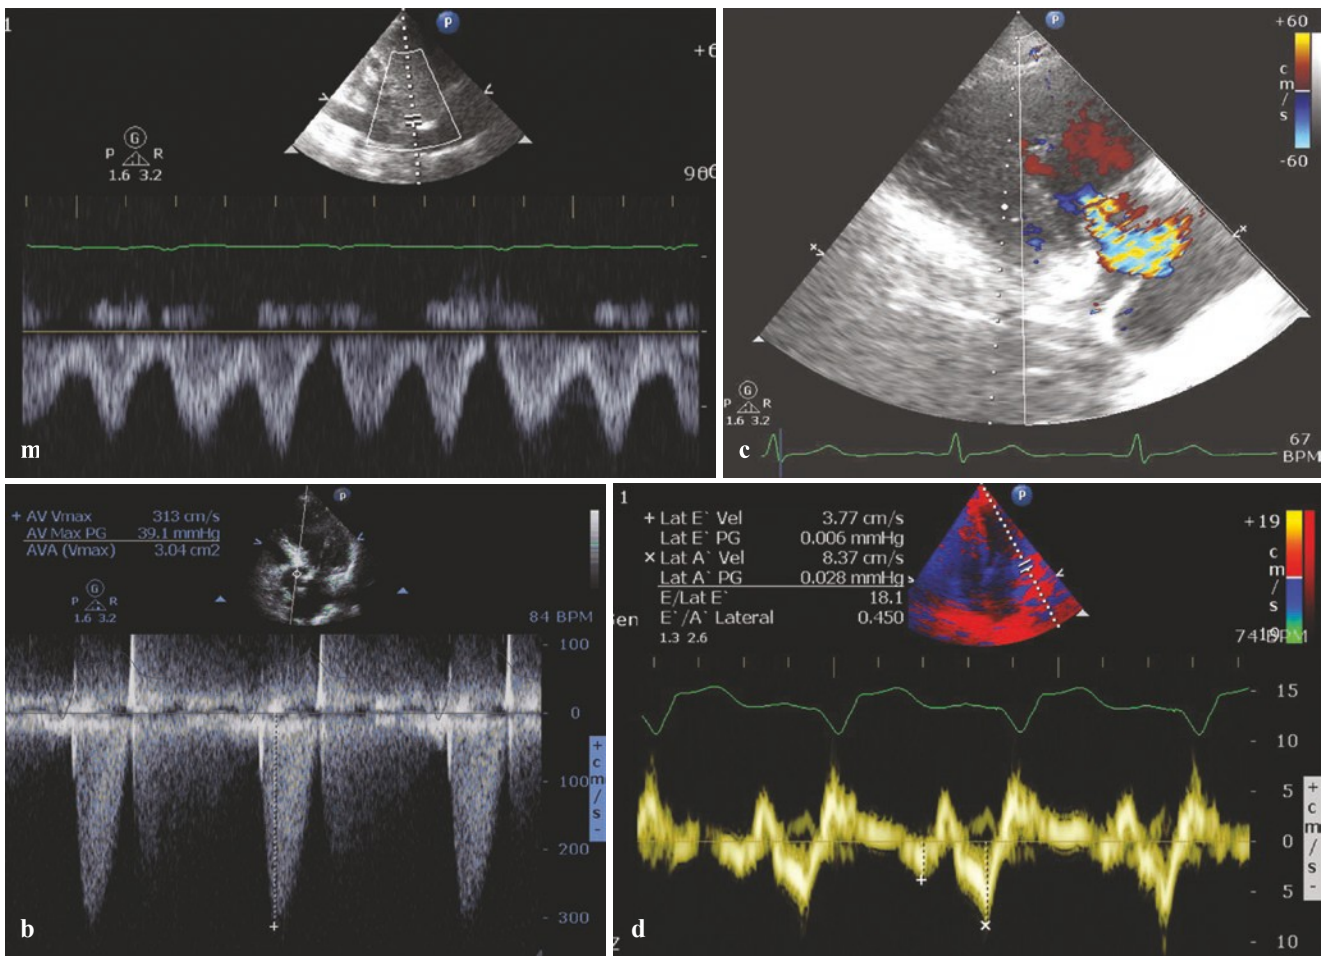 1
P
+6
G
P R
1.6 3.2
m
P
+60
c
m
/
s
-60
x
x
G
P R
1.6 3.2
c
67
BPM
+ AV Vmax 313 cm/s
AV Max PG 39.1 mmHg
AVA (Vmax) 3.04 cm2
P
G
P R
1.6 3.2
84 BPM
100
0
100
200
300
+
c
m
/
s
-
b
1
+ Lat E` Vel 3.77 cm/s
Lat E` PG 0.006 mmHg
× Lat A` Vel 8.37 cm/s
Lat A` PG 0.028 mmHg
E/Lat E` 18.1
E`/A` Lateral 0.450
1.3 2.6
P
+19
c
m
/
s
74 BPM
15
10
5
0
5
10
+
c
m
/
s
-
d